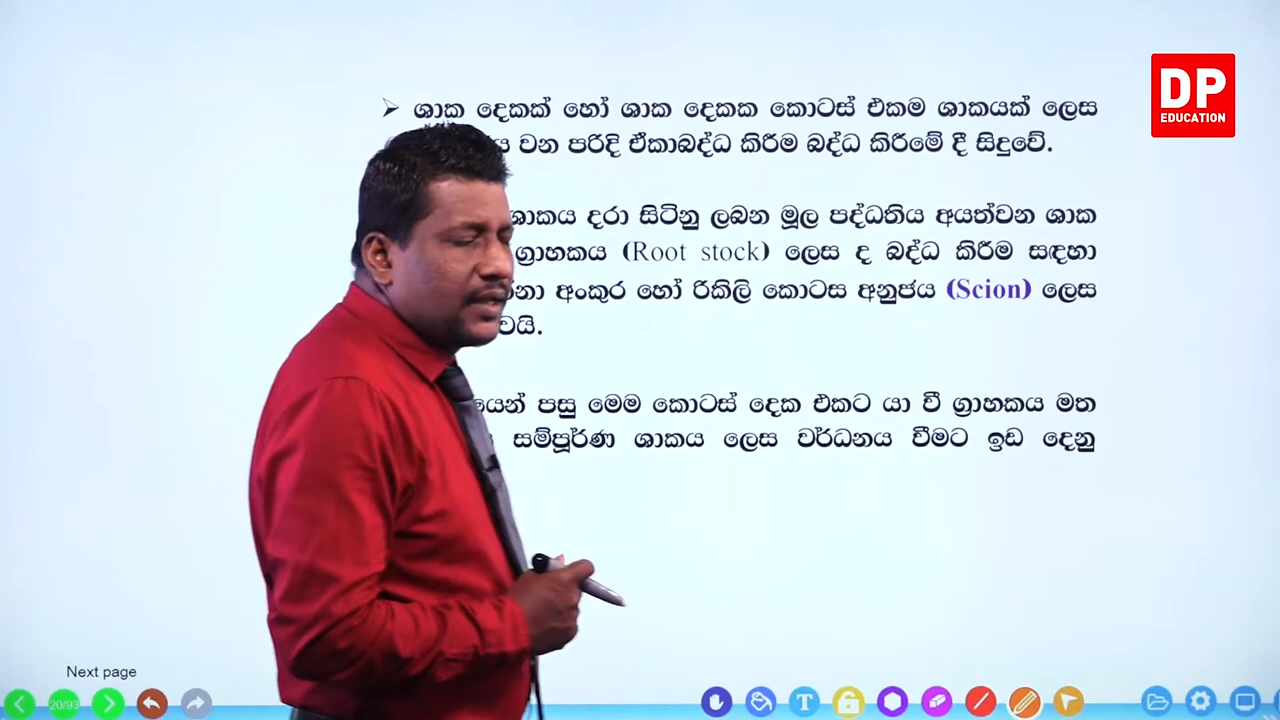 ශාක දෙකක් හෝ ශාක දෙකක කොටස් එකම ශාකයක් ලෙස
වන පරිදි ඒකාබද්ධ කිරීම බද්ධ කිරීමේ දී සිදුවේ.
ශාකය දරා සිටිනු ලබන මූල පද්ධතිය අයත්වන ශාක
ග්‍රාහකය (Root stock) ලෙස ද බද්ධ කිරීම සඳහා
අංකුර හෝ රිකිලි කොටස අනුජය (Scion) ලෙස
පසු මෙම කොටස් දෙක එකට යා වී ග්‍රාහකය මත
සම්පූර්ණ ශාකය ලෙස වර්ධනය වීමට ඉඩ දෙනු
DP
EDUCATION
Next page
20/93
T